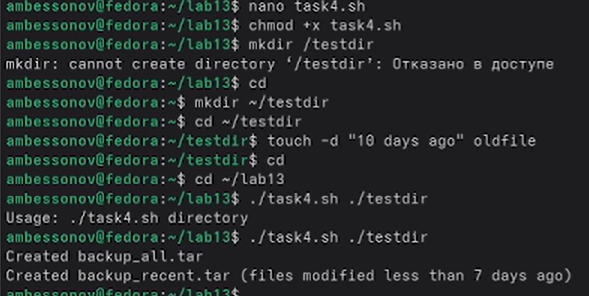 ambessonov@fedora:~/lab13$ nano task4.sh
ambessonov@fedora:~/lab13$ chmod +x task4.sh
ambessonov@fedora:~/lab13$ mkdir /testdir
mkdir: cannot create directory ‘/testdir’: Отказано в доступе
ambessonov@fedora:~/lab13$ cd
ambessonov@fedora:~$ mkdir ~/testdir
ambessonov@fedora:~$ cd ~/testdir
ambessonov@fedora:~/testdir$ touch -d "10 days ago" oldfile
ambessonov@fedora:~/testdir$ cd
ambessonov@fedora:~$ cd ~/lab13
ambessonov@fedora:~/lab13$ ./task4.sh ./testdir
Usage: ./task4.sh directory
ambessonov@fedora:~/lab13$ ./task4.sh ./testdir
Created backup_all.tar
Created backup_recent.tar (files modified less than 7 days ago)
ambessonov@fedora:~/lab13$